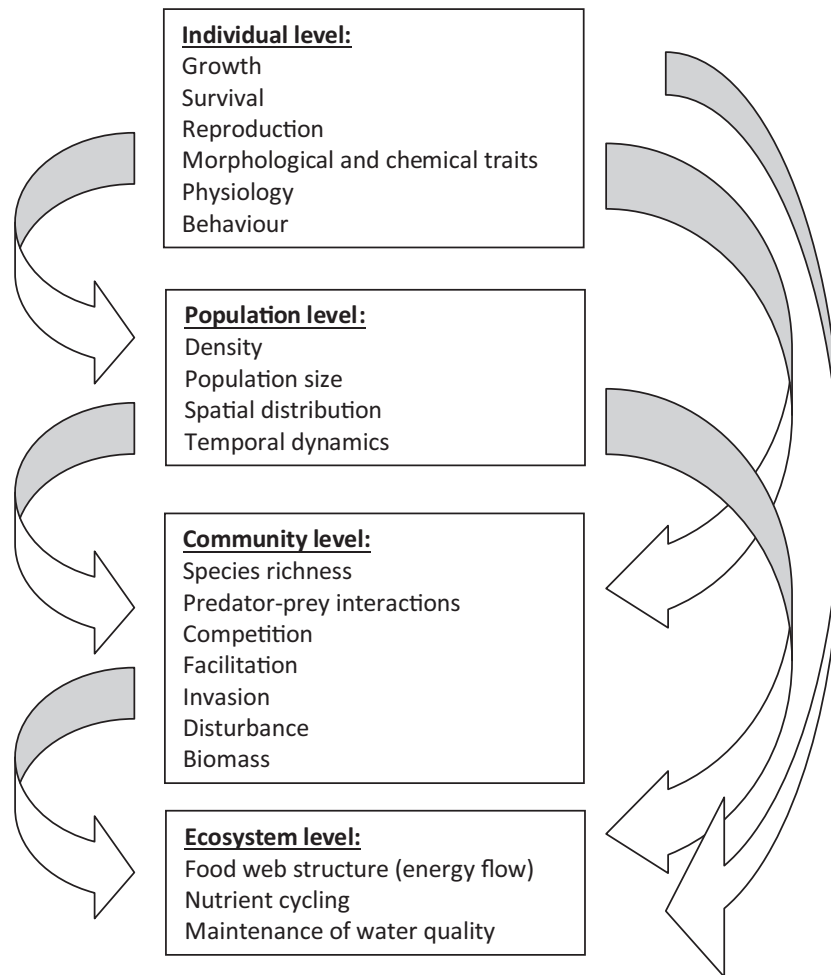 Individual level:
Growth
Survival
Reproduction
Morphological and chemical traits
Physiology
Behaviour
Population level:
Density
Population size
Spatial distribution
Temporal dynamics
Community level:
Species richness
Predator-prey interactions
Competition
Facilitation
Invasion
Disturbance
Biomass
Ecosystem level:
Food web structure (energy flow)
Nutrient cycling
Maintenance of water quality